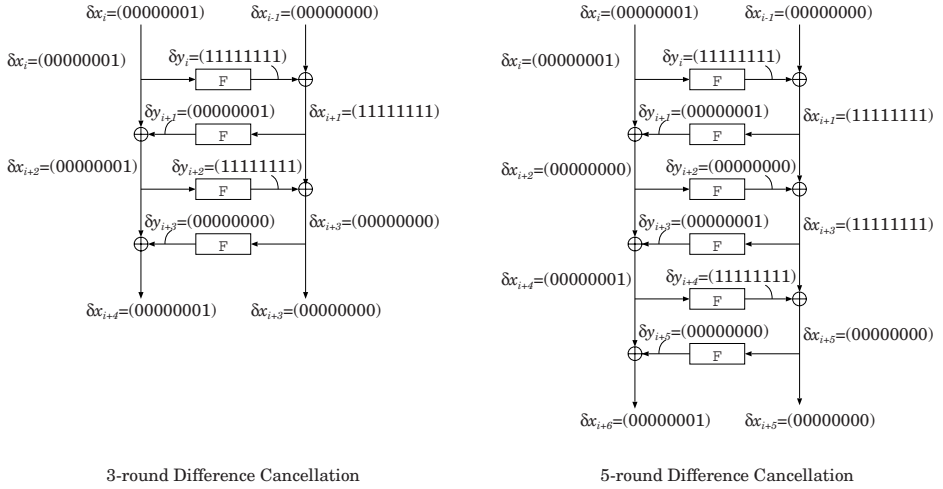 δx_i=(00000001) δx_{i-1}=(00000000)
δx_i=(00000001)
δy_i=(11111111)
F
δy_{i+1}=(00000001)
δx_{i+1}=(11111111)
F
δx_{i+2}=(00000001)
δy_{i+2}=(11111111)
F
δy_{i+3}=(00000000)
δx_{i+3}=(00000000)
F
δx_{i+4}=(00000001) δx_{i+3}=(00000000)
3-round Difference Cancellation
δx_i=(00000001) δx_{i-1}=(00000000)
δx_i=(00000001)
δy_i=(11111111)
F
δy_{i+1}=(00000001)
δx_{i+1}=(11111111)
F
δx_{i+2}=(00000000)
δy_{i+2}=(00000000)
F
δy_{i+3}=(00000001)
δx_{i+3}=(11111111)
F
δx_{i+4}=(00000001)
δy_{i+4}=(11111111)
F
δy_{i+5}=(00000000)
δx_{i+5}=(00000000)
F
δx_{i+6}=(00000001) δx_{i+5}=(00000000)
5-round Difference Cancellation